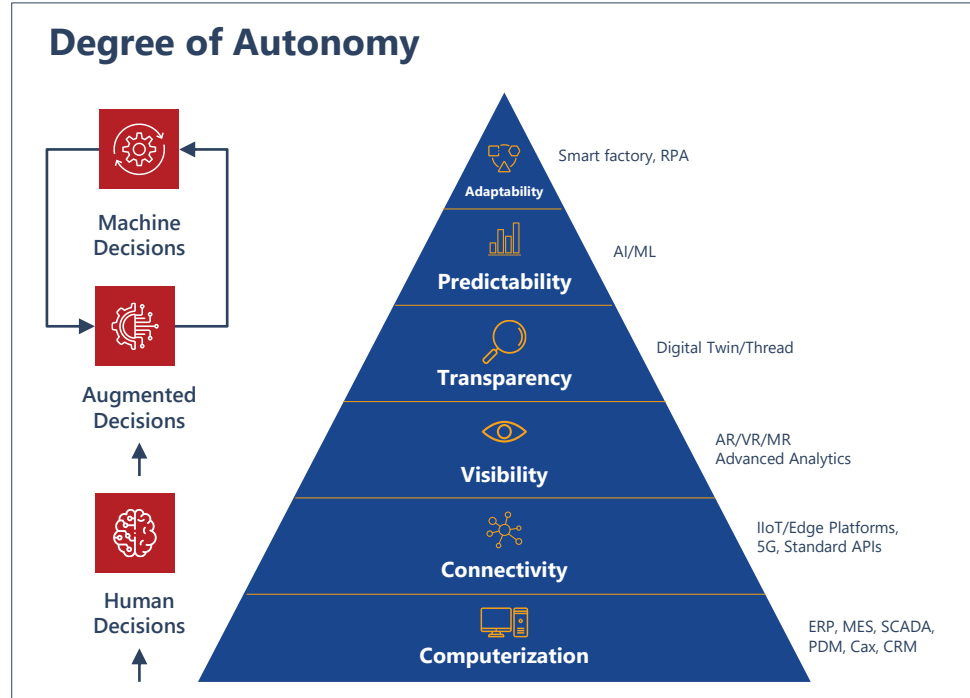 Degree of Autonomy
Machine
Decisions
Augmented
Decisions
Human
Decisions
Adaptability
Smart factory, RPA
Predictability
AI/ML
Transparency
Digital Twin/Thread
Visibility
AR/VR/MR
Advanced Analytics
Connectivity
IIoT/Edge Platforms,
5G, Standard APIs
Computerization
ERP, MES, SCADA,
PDM, Cax, CRM